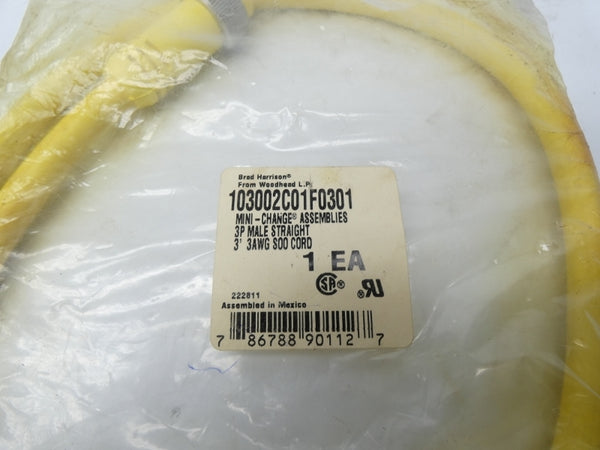 Brad Harrison®
From Woodhead L.P.
103002C01F0301
MINI-CHANGE® ASSEMBLIES
3P MALE STRAIGHT
3' 3AWG SOO CORD
1 EA
SA®
222811
Assembled in Mexico
7 86788 90112 7